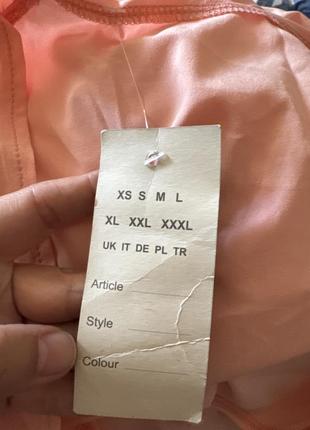 XS S M L
XL XXL XXXL
UK IT DE PL TR
Article
Style
Colour